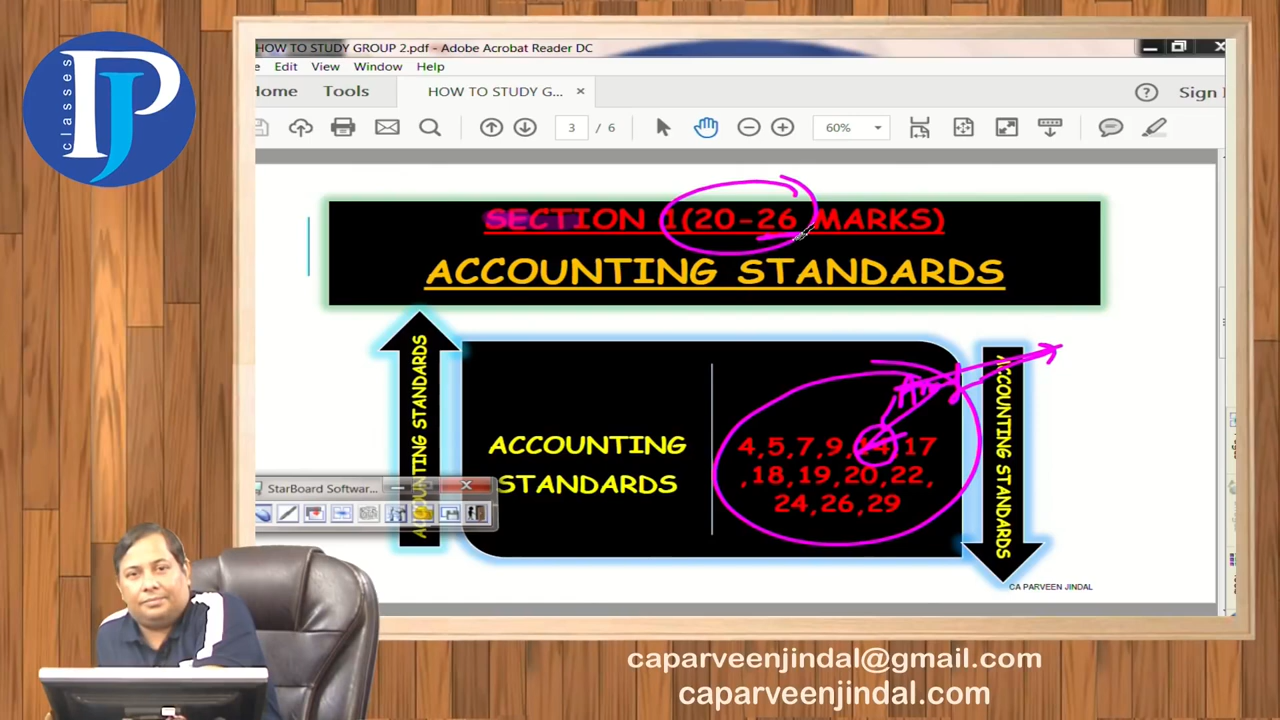 classes
PJ
HOW TO STUDY GROUP 2.pdf - Adobe Acrobat Reader DC
e Edit View Window Help
Home Tools HOW TO STUDY G... × Sign I
3 / 6 60%
SECTION 1(20-26 MARKS)
ACCOUNTING STANDARDS
ACCOUNTING STANDARDS
ACCOUNTING
STANDARDS
4,5,7,9,14,17
,18,19,20,22,
24,26,29
ACCOUNTING STANDARDS
StarBoard Softwar...
CA PARVEEN JINDAL
caparveenjindal@gmail.com
caparveenjindal.com